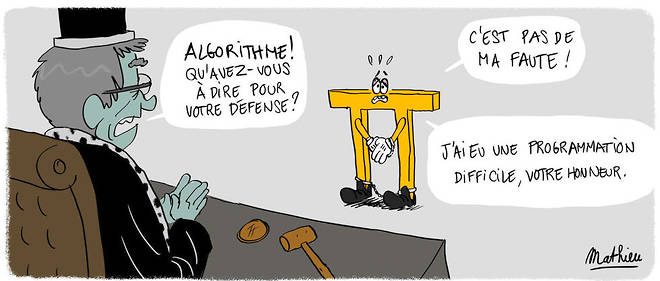 ALGORITHME!
QU'AVEZ-VOUS
À DIRE POUR
VOTRE DÉFENSE?
C'EST PAS DE
MA FAUTE!
J'AI EU UNE PROGRAMMATION
DIFFICILE, VOTRE HONNEUR.
Mathieu